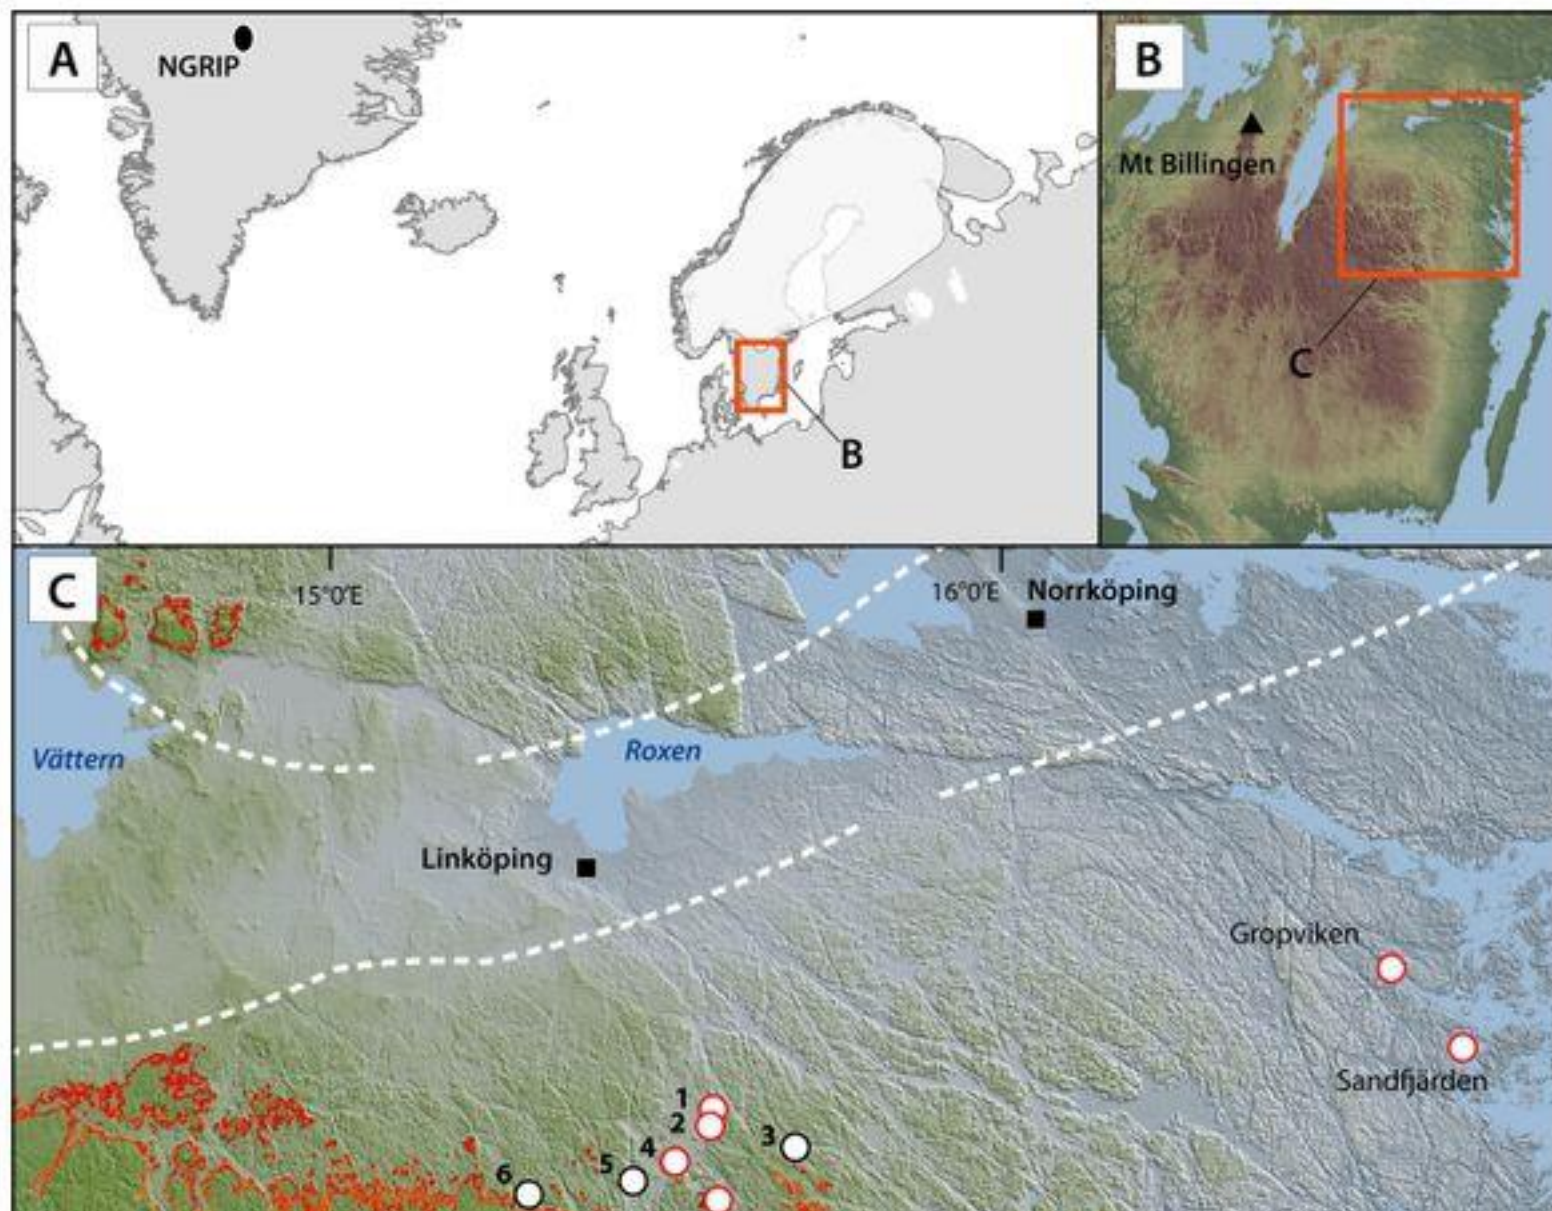 A
NGRIP
B
B
Mt Billingen
C
C
15°0'E
16°0'E
Norrköping
Vättern
Roxen
Linköping
Gropviken
Sandfjärden
1
2
3
4
5
6